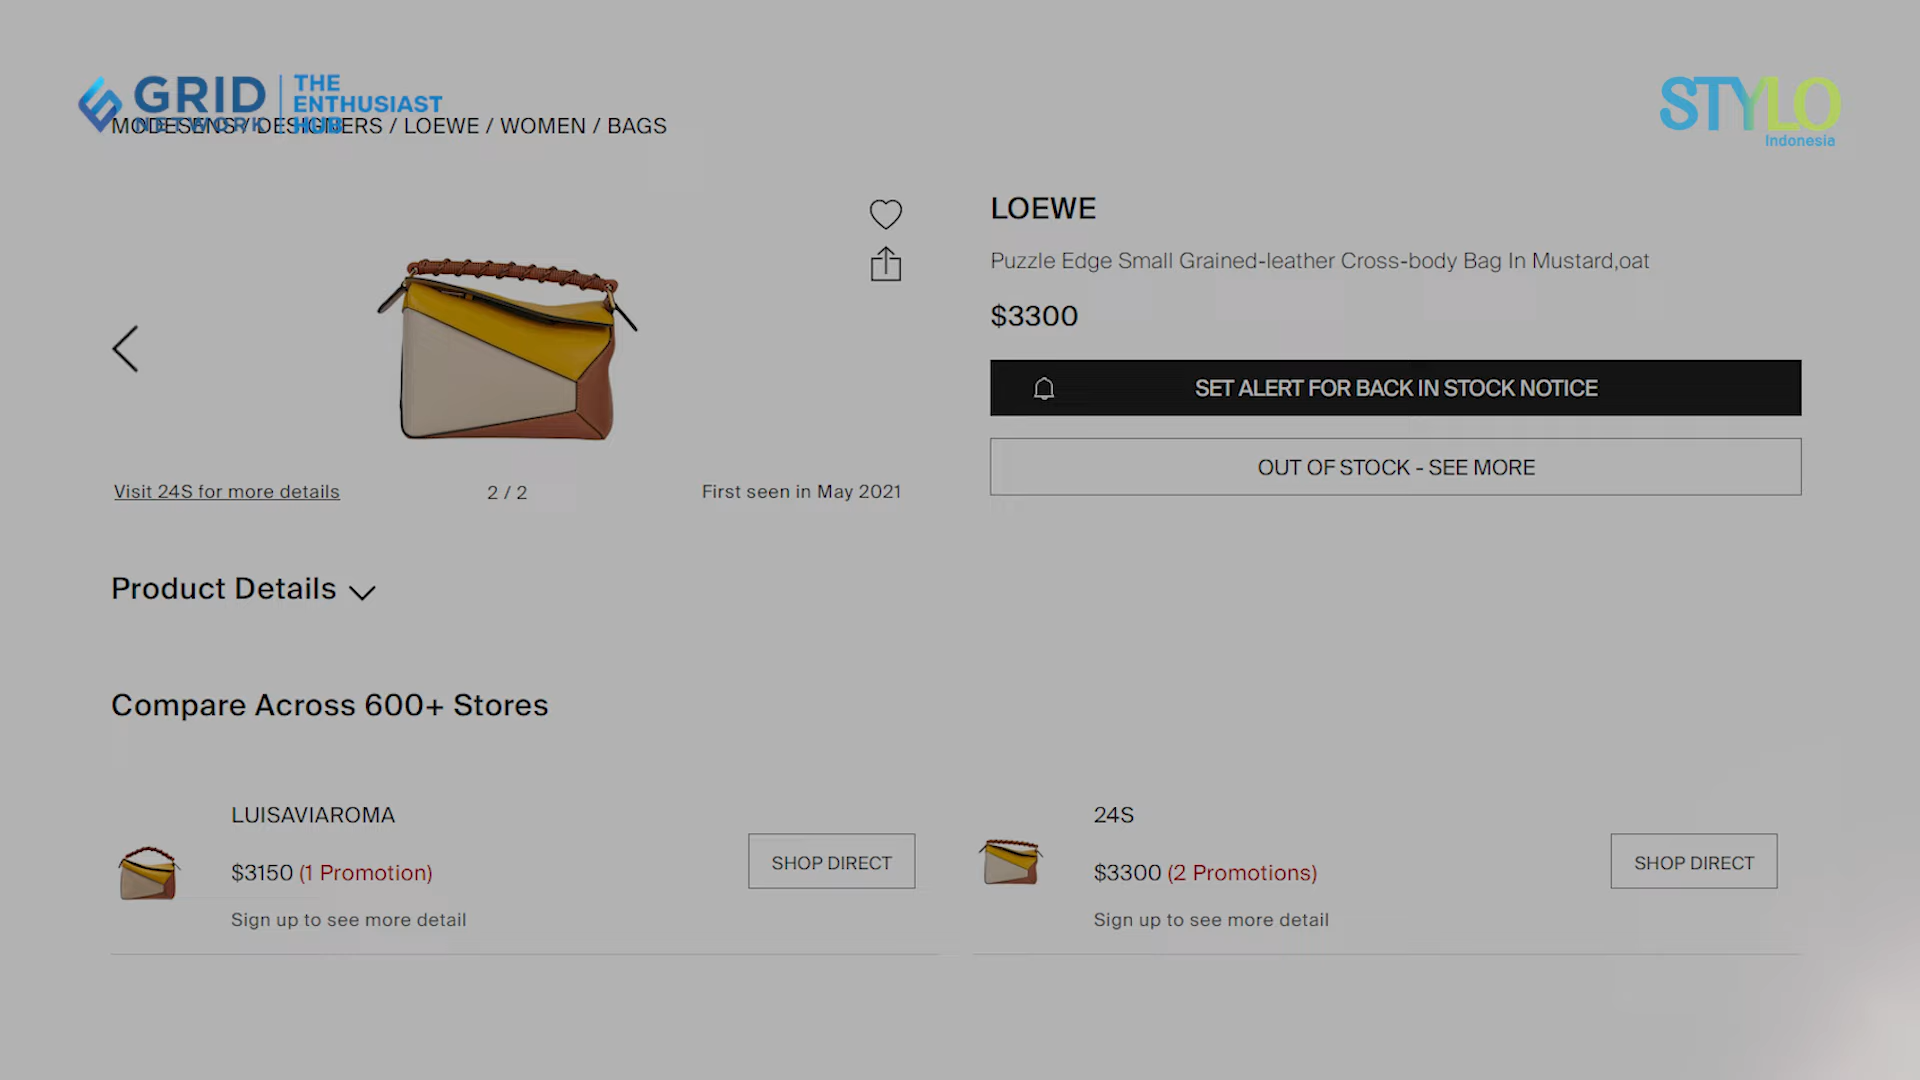 GRID
NETWORK
THE
ENTHUSIAST
HUB
STYLO
Indonesia
MODESENS / DESIGNERS / LOEWE / WOMEN / BAGS
LOEWE
Puzzle Edge Small Grained-leather Cross-body Bag In Mustard,oat
$3300
SET ALERT FOR BACK IN STOCK NOTICE
OUT OF STOCK - SEE MORE
Visit 24S for more details
2 / 2
First seen in May 2021
Product Details
Compare Across 600+ Stores
LUISAVIAROMA
$3150 (1 Promotion)
Sign up to see more detail
SHOP DIRECT
24S
$3300 (2 Promotions)
Sign up to see more detail
SHOP DIRECT